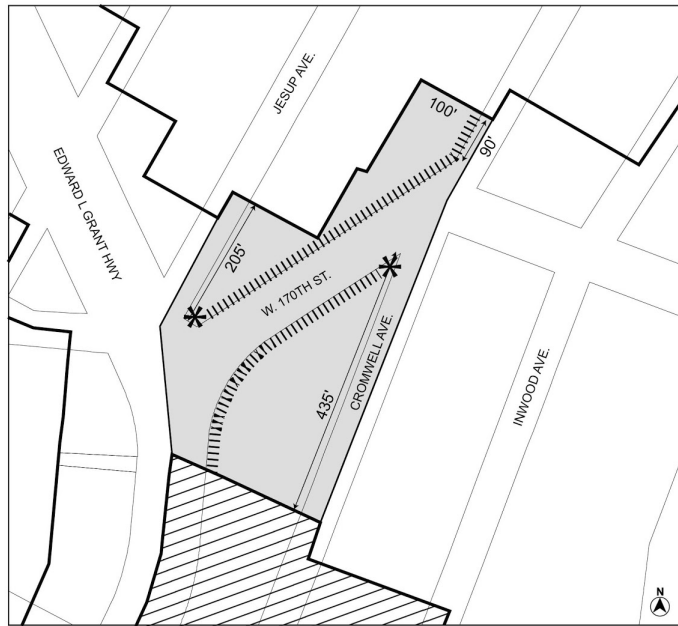 JESUP AVE.
100'
90'
EDWARD L GRANT HWY
205'
W. 170TH ST.
CROMWELL AVE.
435'
INWOOD AVE.
N